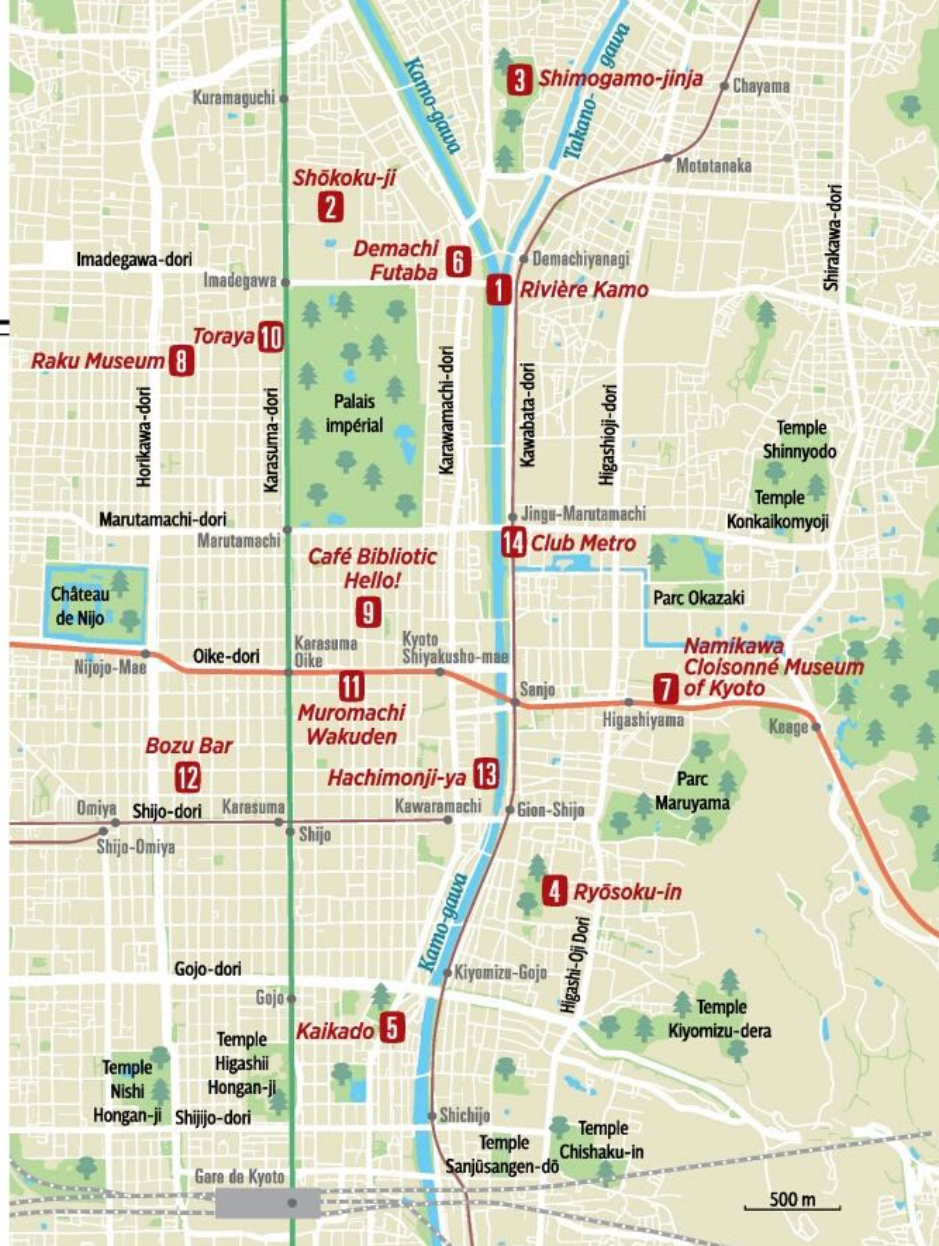 Kamo-gawa
Takano-gawa
3 Shimogamo-jinja
Kuramaguchi
Chayama
Mototanaka
Shōkoku-ji
2
Shirakawa-dori
Imadegawa-dori
Demachi
Futaba
6
Demachiyanagi
Imadegawa
1 Rivière Kamo
Toraya 10
Raku Museum 8
Horikawa-dori
Karasuma-dori
Palais
impérial
Karawamachi-dori
Kawabata-dori
Higashioji-dori
Temple
Shinnyodo
Temple
Konkaikomyoji
Marutamachi-dori
Marutamachi
Jingu-Marutamachi
14 Club Metro
Café Bibliotic
Hello!
9
Château
de Nijo
Parc Okazaki
Nijojo-Mae
Oike-dori
Karasuma
Oike
Kyoto
Shiyakusho-mae
Namikawa
Cloisonné Museum
of Kyoto
7
11
Muromachi
Wakuden
Sanjo
Higashiyama
Keage
Bozu Bar
12
Hachimonji-ya 13
Parc
Maruyama
Omiya
Shijo-dori
Karasuma
Kawaramachi
Gion-Shijo
Shijo-Omiya
Shijo
4 Ryōsoku-in
Kamo-gawa
Higashi-Oji Dori
Gojo-dori
Kiyomizu-Gojo
Gojo
Kaikado 5
Temple
Kiyomizu-dera
Temple
Higashii
Hongan-ji
Temple
Nishi
Hongan-ji
Shijijo-dori
Shichijo
Temple
Sanjūsangen-dō
Temple
Chishaku-in
Gare de Kyoto
500 m